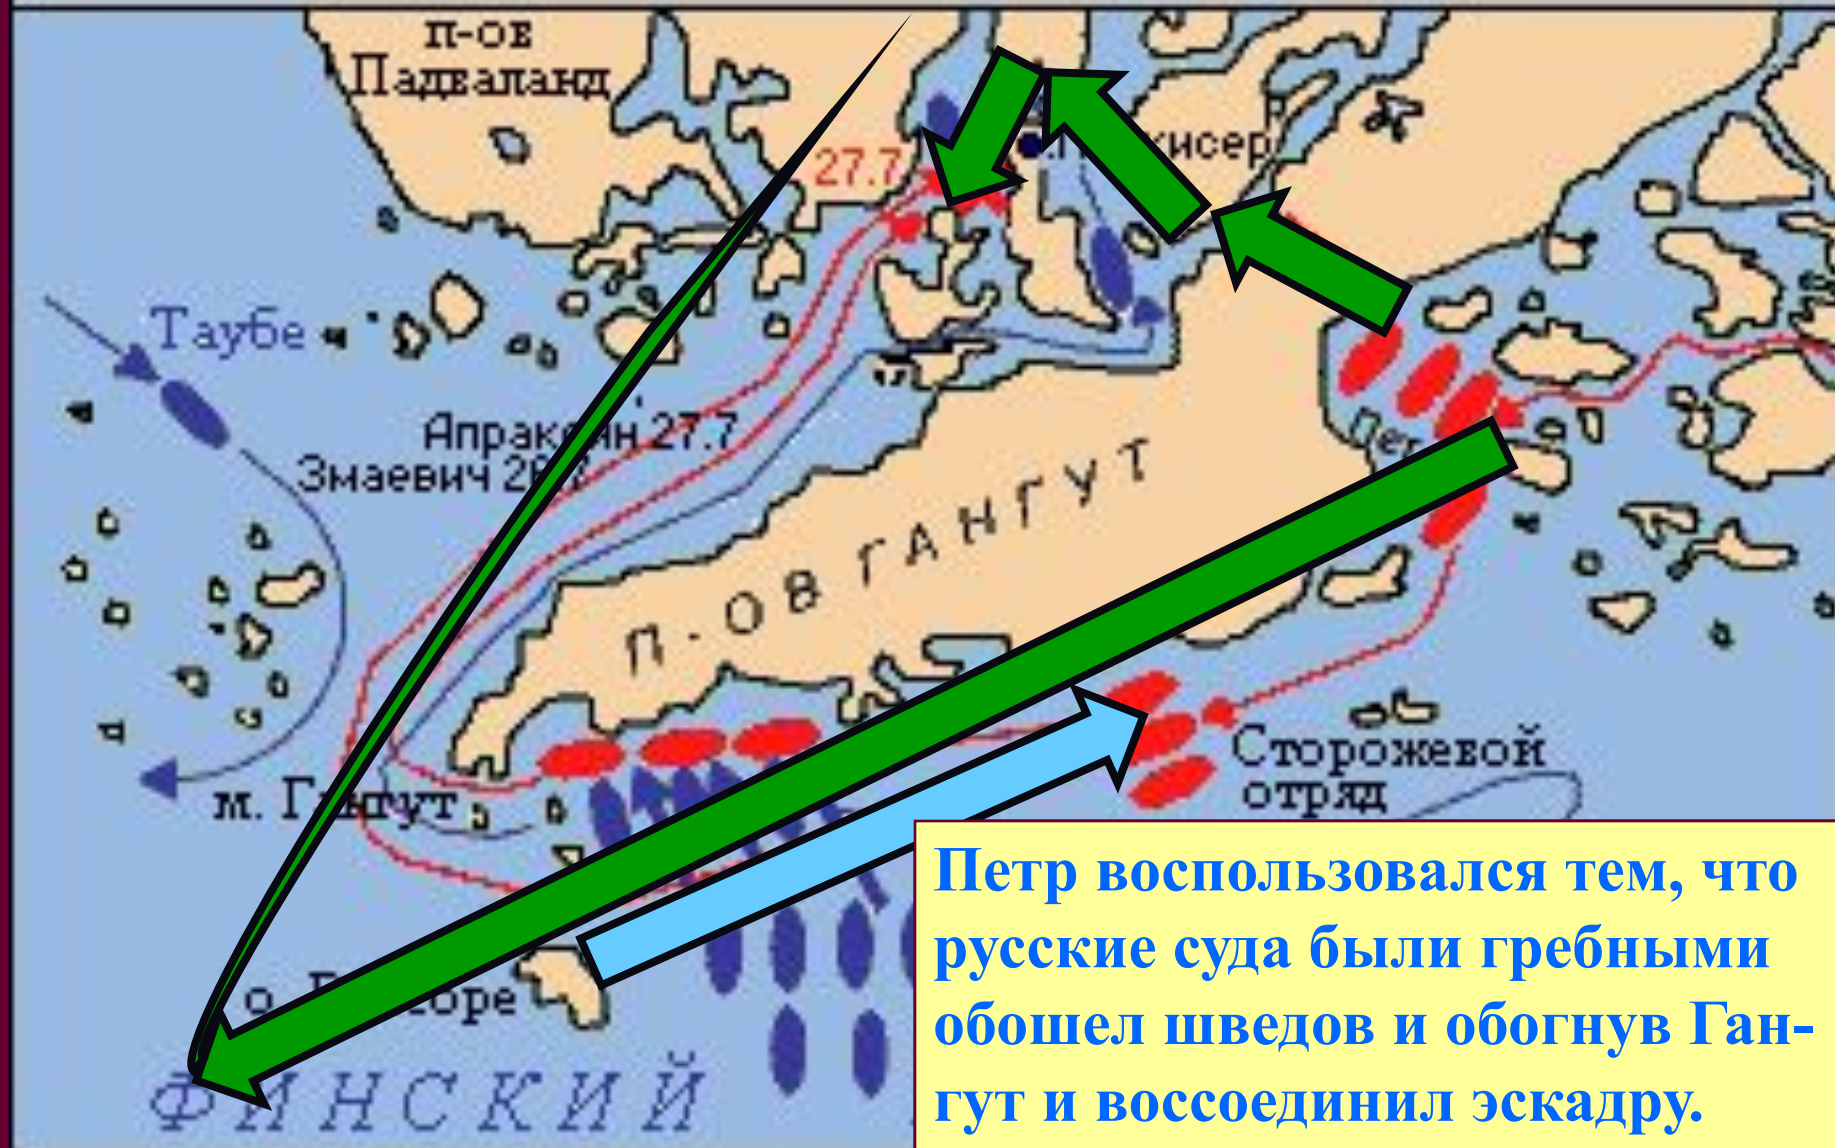 п-ов
Падваланд
27.7
Таубе
Апраксин 27.7
Змаевич
П-ОВ ГАНГУТ
Сторожевой
отряд
м. Гангут
о.
ФИНСКИЙ
Петр воспользовался тем, что
русские суда были гребными
обошел шведов и обогнув Ган-
гут и воссоединил эскадру.